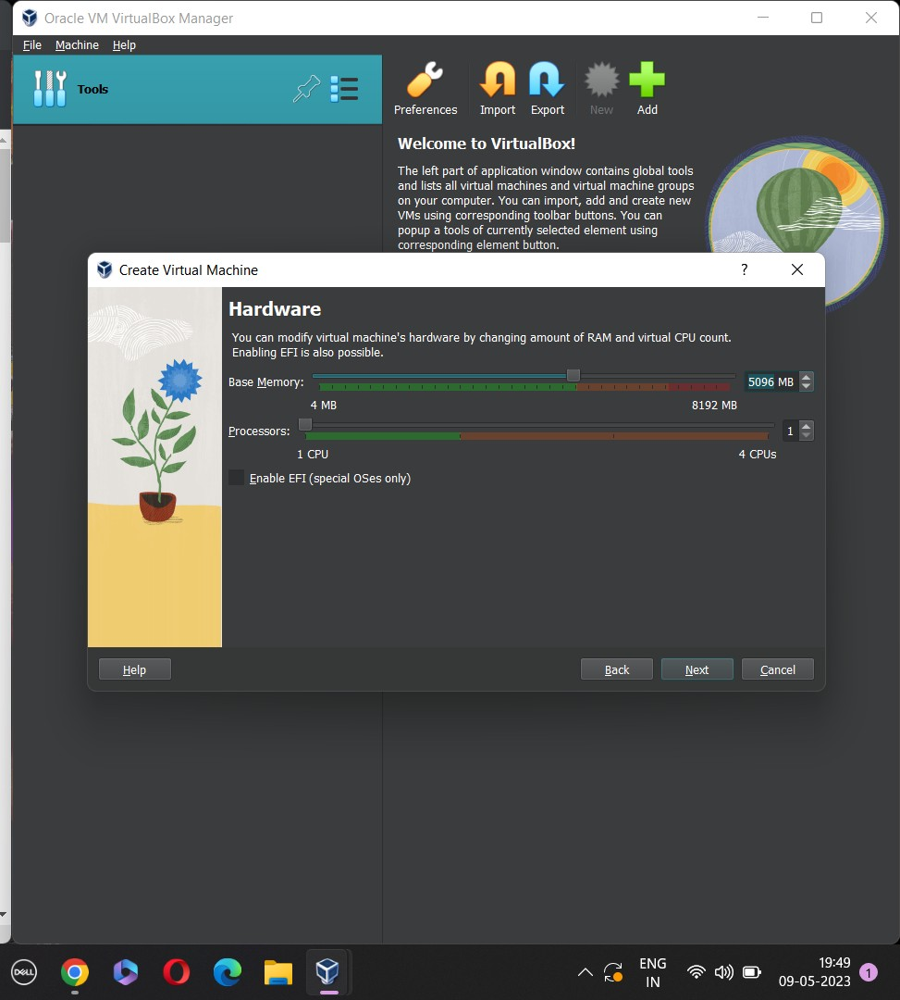 Oracle VM VirtualBox Manager
File Machine Help
Tools
Preferences Import Export New Add
Welcome to VirtualBox!
The left part of application window contains global tools
and lists all virtual machines and virtual machine groups
on your computer. You can import, add and create new
VMs using corresponding toolbar buttons. You can
popup a tools of currently selected element using
corresponding element button.
Create Virtual Machine ?
Hardware
You can modify virtual machine's hardware by changing amount of RAM and virtual CPU count.
Enabling EFI is also possible.
Base Memory: 5096 MB
4 MB 8192 MB
Processors: 1
1 CPU 4 CPUs
Enable EFI (special OSes only)
Help Back Next Cancel
DELL
ENG
IN
19:49
09-05-2023
1